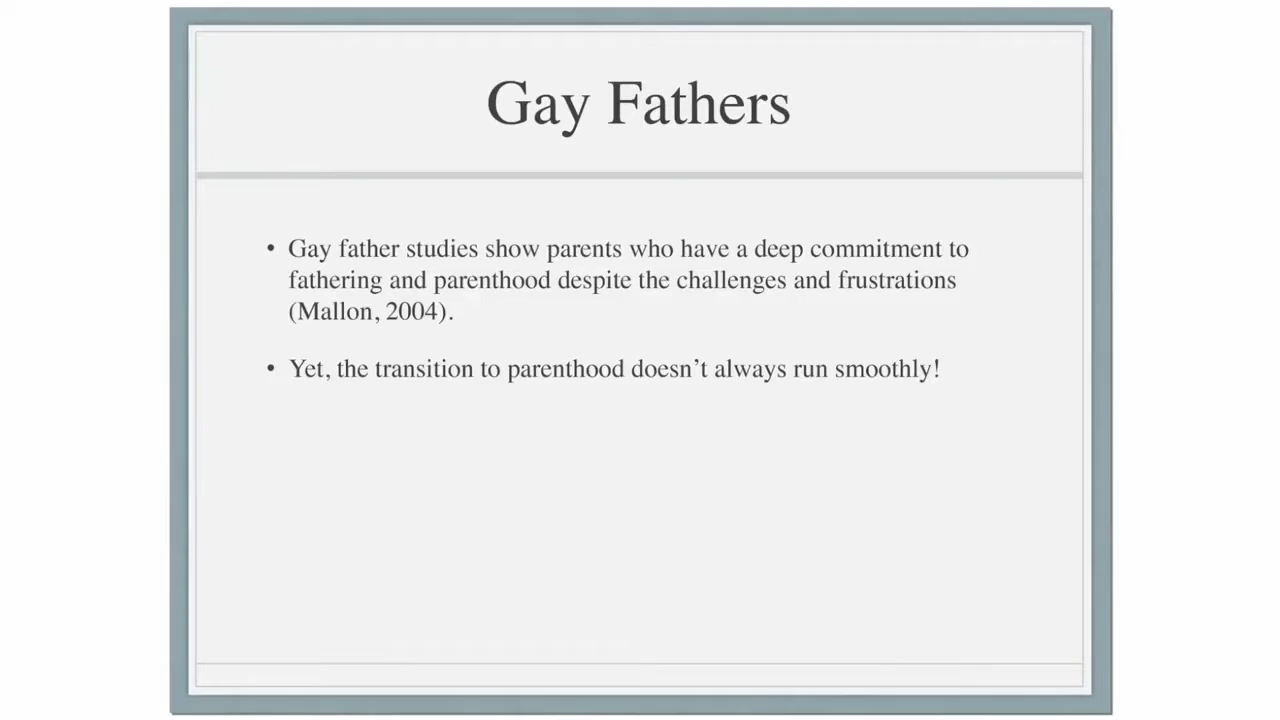 Gay Fathers
• Gay father studies show parents who have a deep commitment to
fathering and parenthood despite the challenges and frustrations
(Mallon, 2004).
• Yet, the transition to parenthood doesn’t always run smoothly!